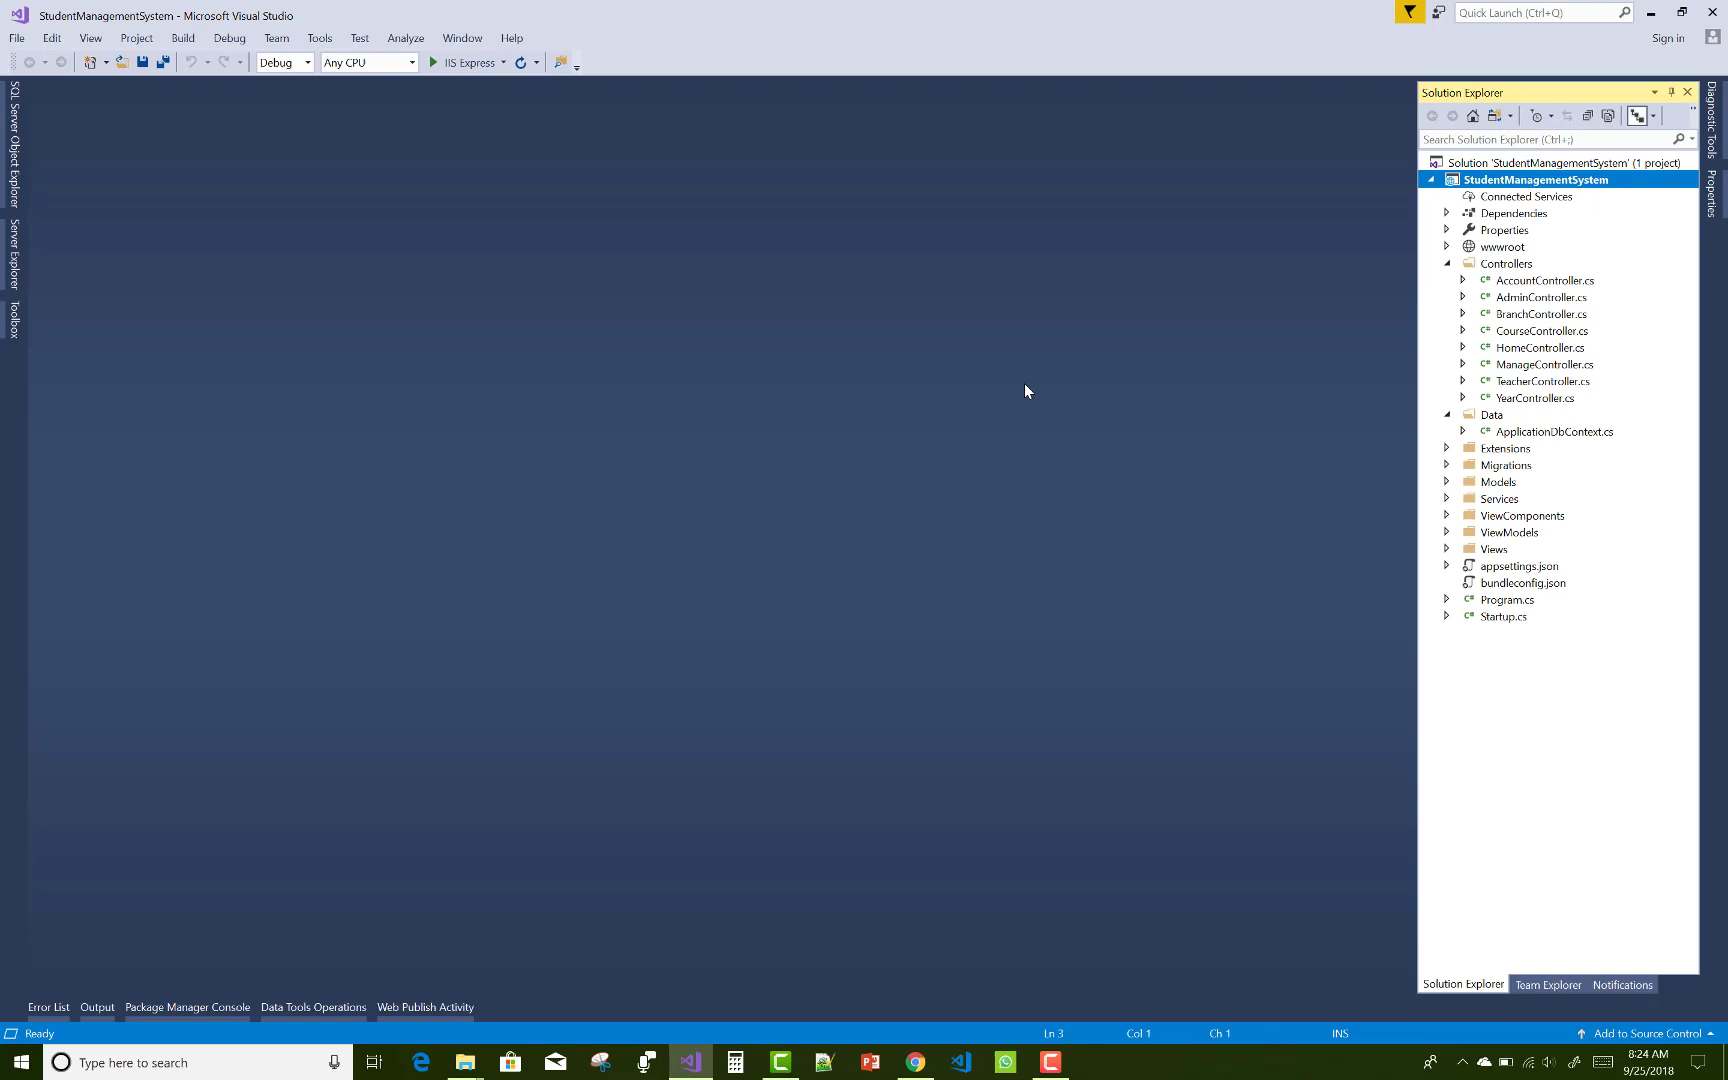 StudentManagementSystem - Microsoft Visual Studio
Quick Launch (Ctrl+Q)
File Edit View Project Build Debug Team Tools Test Analyze Window Help
Sign in
Debug Any CPU IIS Express
SQL Server Object Explorer
Server Explorer
Toolbox
Solution Explorer
Search Solution Explorer (Ctrl+;)
Solution 'StudentManagementSystem' (1 project)
StudentManagementSystem
Connected Services
Dependencies
Properties
wwwroot
Controllers
C# AccountController.cs
C# AdminController.cs
C# BranchController.cs
C# CourseController.cs
C# HomeController.cs
C# ManageController.cs
C# TeacherController.cs
C# YearController.cs
Data
C# ApplicationDbContext.cs
Extensions
Migrations
Models
Services
ViewComponents
ViewModels
Views
appsettings.json
bundleconfig.json
C# Program.cs
C# Startup.cs
Diagnostic Tools
Properties
Solution Explorer Team Explorer Notifications
Error List Output Package Manager Console Data Tools Operations Web Publish Activity
Ready Ln 3 Col 1 Ch 1 INS Add to Source Control
Type here to search
8:24 AM
9/25/2018